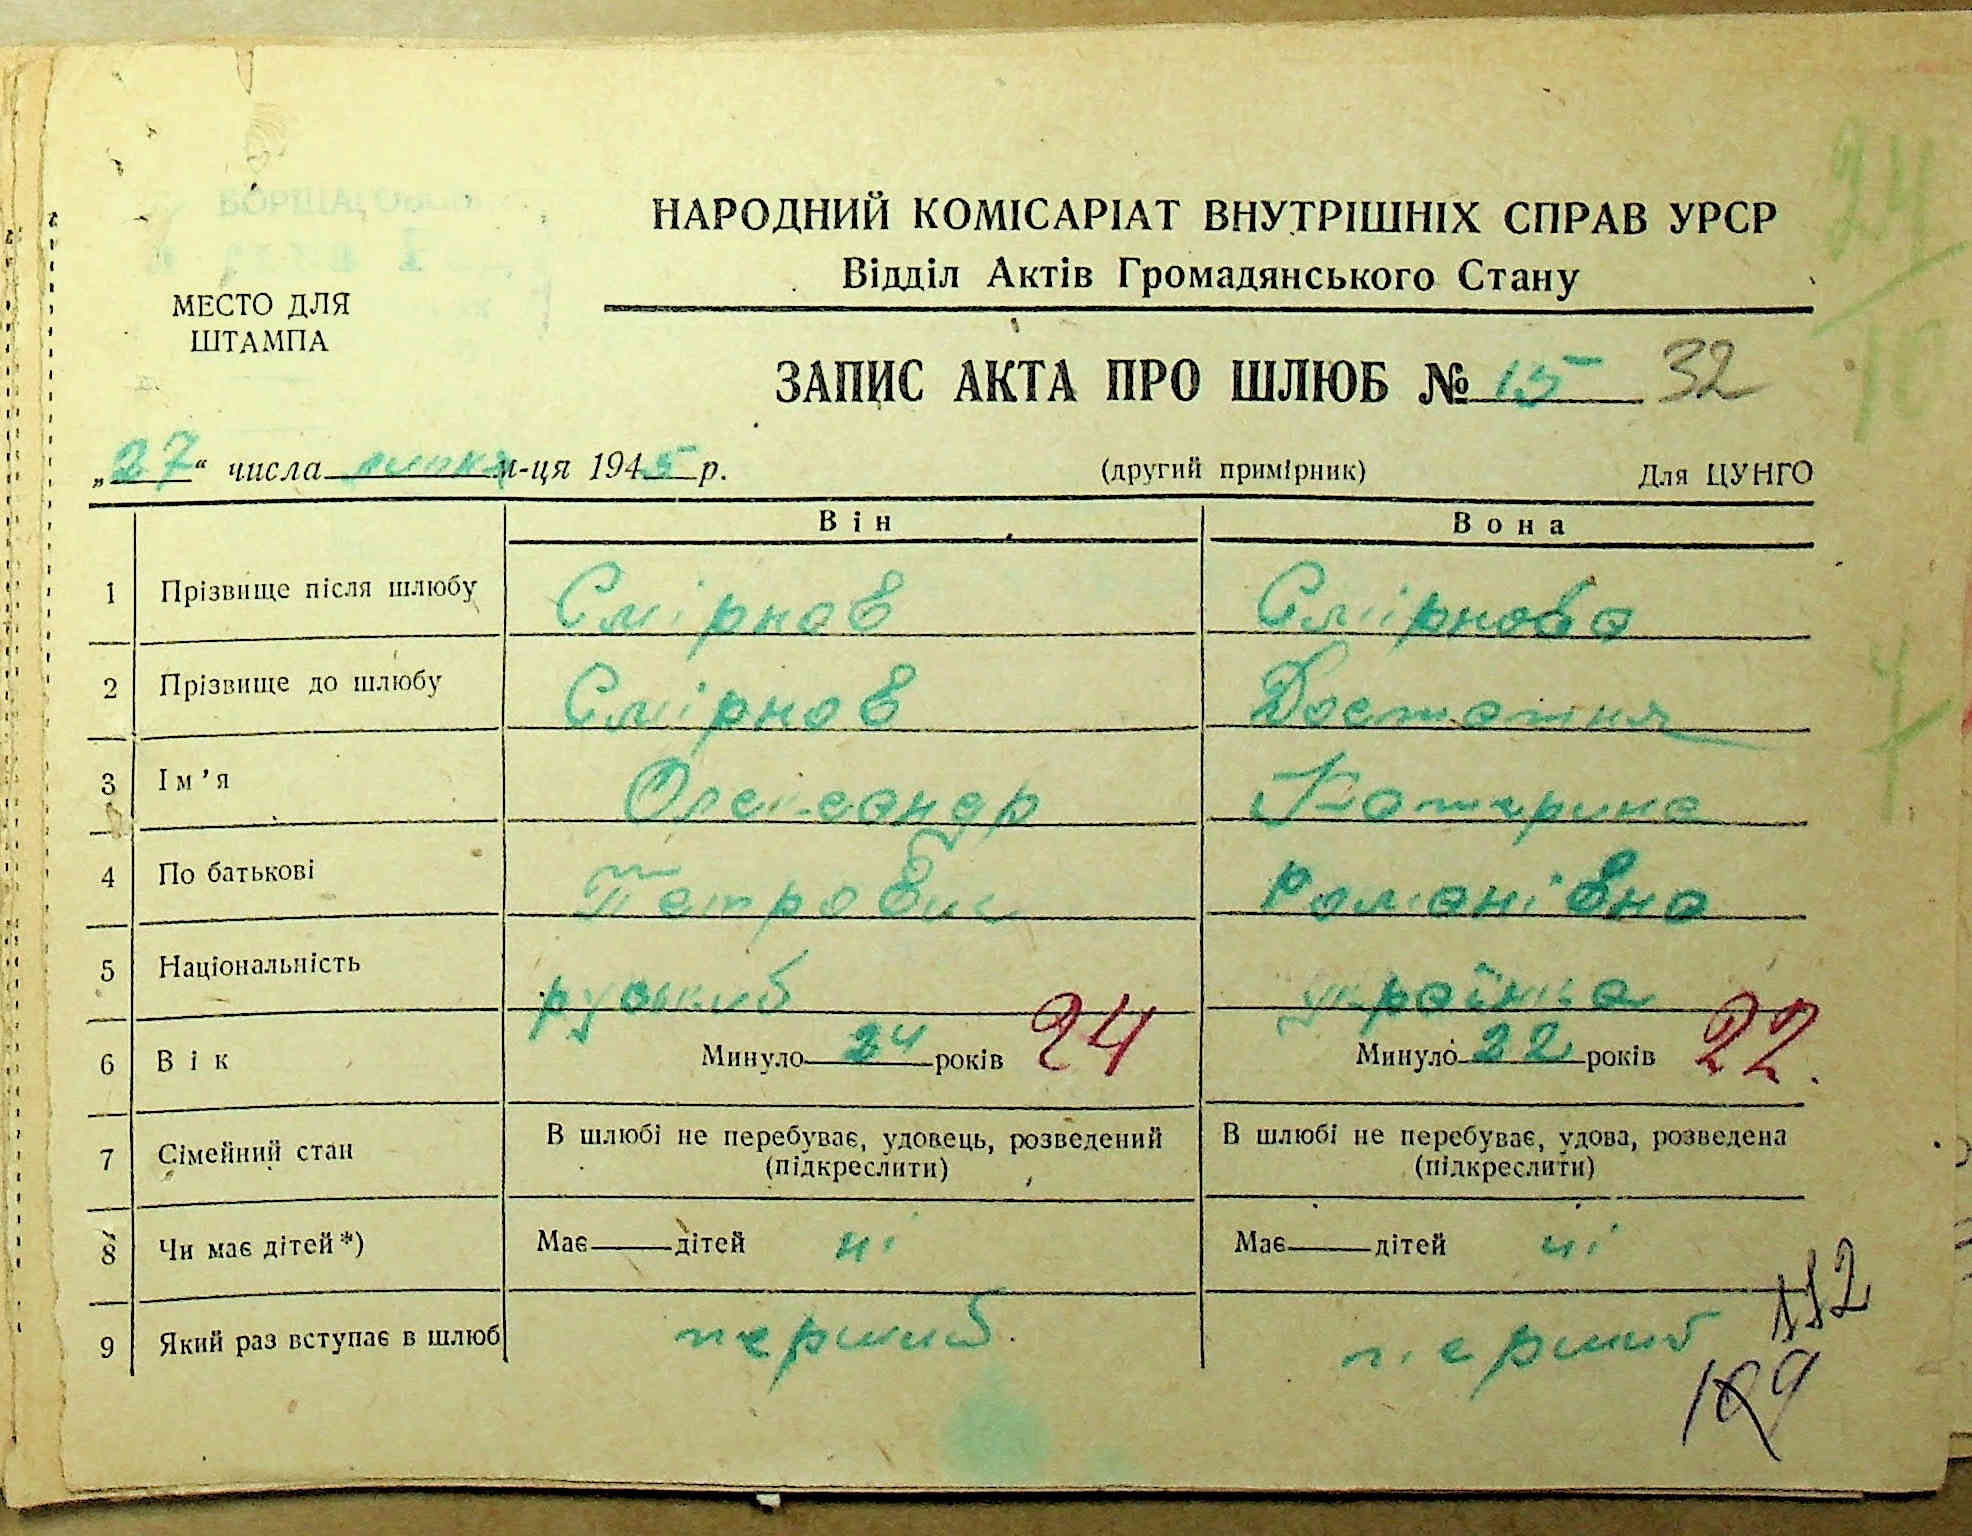 НАРОДНИЙ КОМІСАРІАТ ВНУТРІШНІХ СПРАВ УРСР
Відділ Актів Громадянського Стану
МЕСТО ДЛЯ
ШТАМПА
ЗАПИС АКТА ПРО ШЛЮБ № 15 32
„27“ числа липня м-ця 1945 р. (другий примірник) Для ЦУНГО
Він Вона
1 Прізвище після шлюбу Смірнов Смірнова
2 Прізвище до шлюбу Смірнов Достатня
3 Ім'я Олександр Катерина
4 По батькові Петрович Романівна
5 Національність руський українка
6 Вік Минуло 24 років 24 Минуло 22 років 22.
7 Сімейний стан В шлюбі не перебуває, удовець, розведений (підкреслити) В шлюбі не перебуває, удова, розведена (підкреслити)
8 Чи має дітей*) Має дітей ні Має дітей ні
9 Який раз вступає в шлюб перший перший